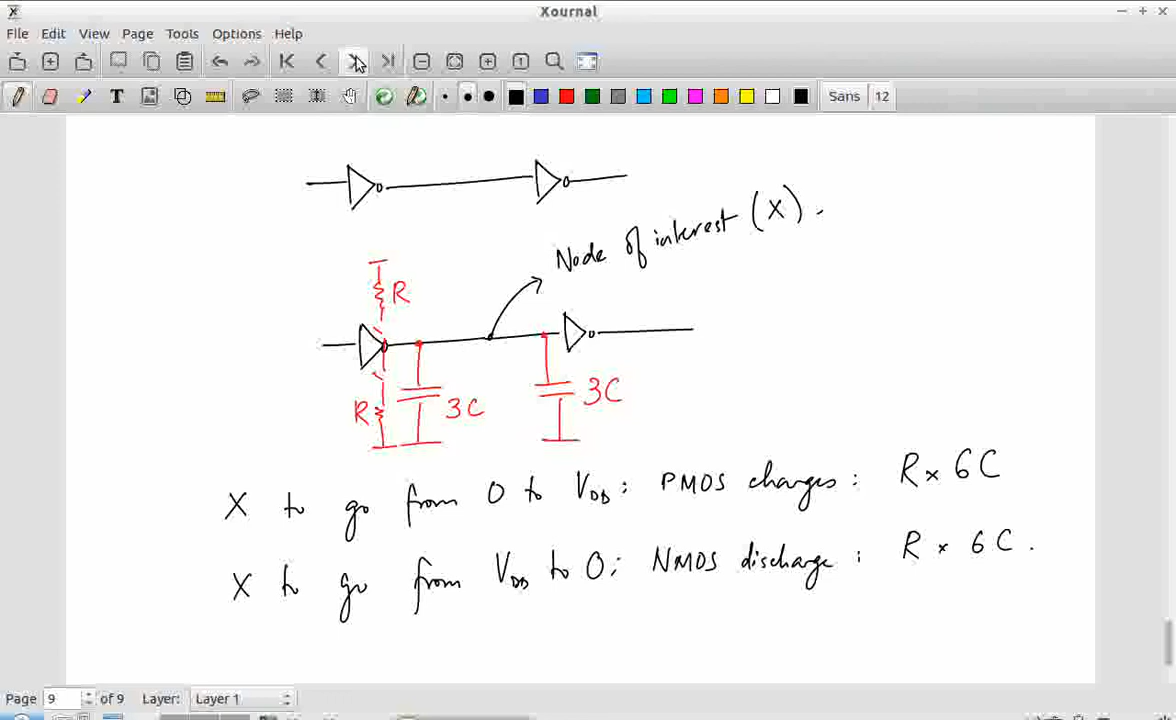 Xournal
File Edit View Page Tools Options Help
Sans 12
Node of interest (X).
R
R 3C 3C
X to go from 0 to VDD: PMOS charges: R × 6C
X to go from VDD to 0; NMOS discharge: R × 6C.
Page 9 of 9 Layer: Layer 1